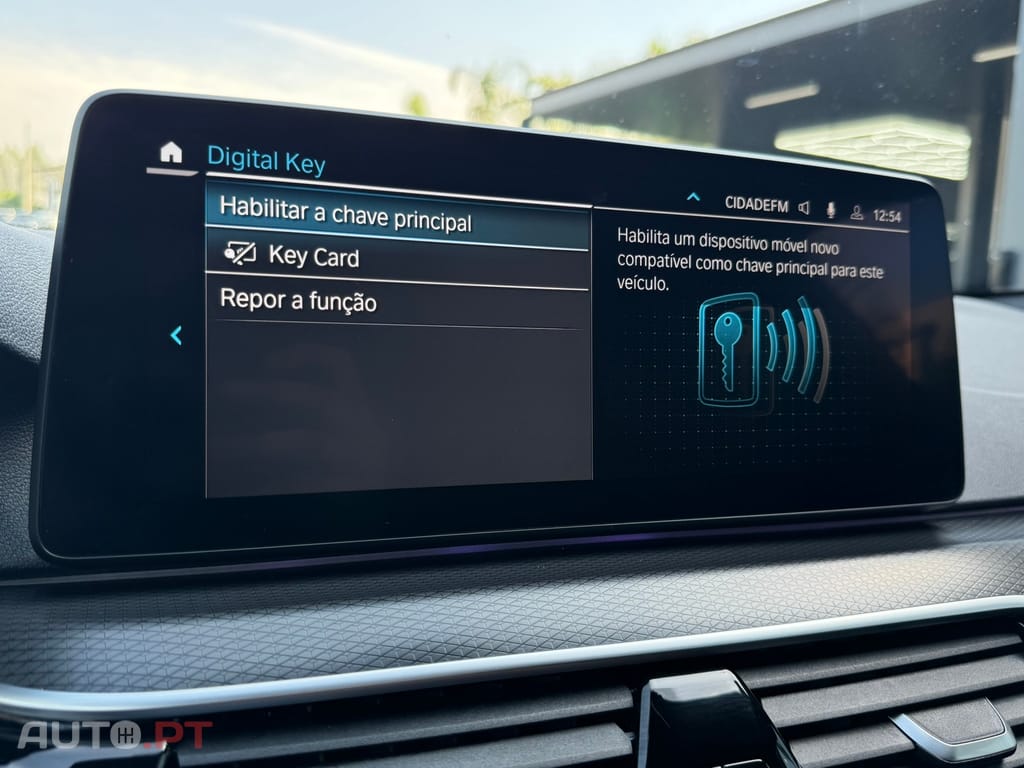 Digital Key
CIDADEFM 12:54
Habilitar a chave principal
Key Card
Repor a função
Habilita um dispositivo móvel novo
compatível como chave principal para este
veículo.
AUTO.PT